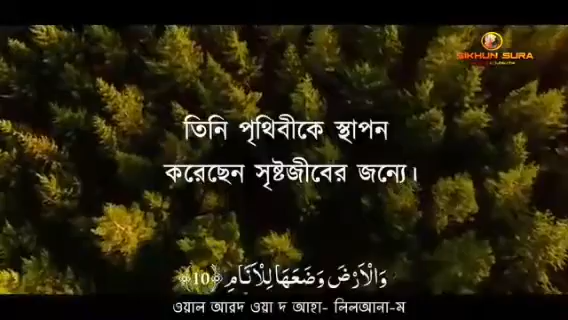 SIKHUN SURA
তিনি পৃথিবীকে স্থাপন
করেছেন সৃষ্টজীবের জন্যে।
وَالْأَرْضَ وَضَعَهَا لِلْأَنَامِ ﴿10﴾
ওয়াল আরদ ওয়া দ আহা- লিলআনা-ম